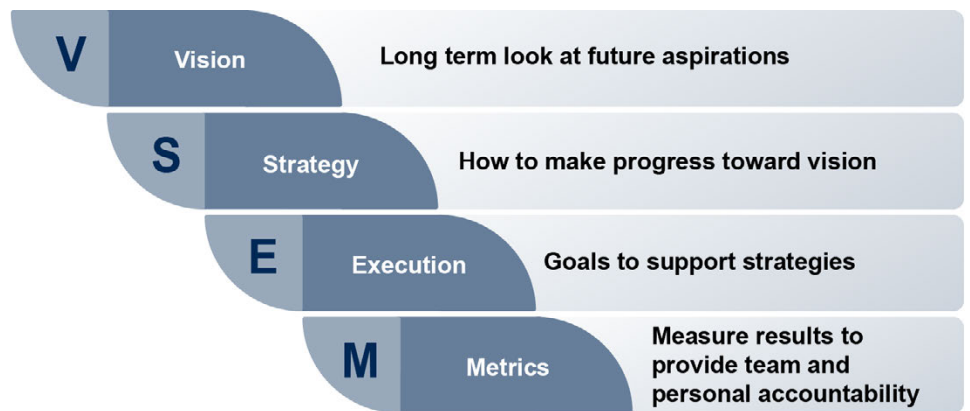 V
Vision
Long term look at future aspirations
S
Strategy
How to make progress toward vision
E
Execution
Goals to support strategies
M
Metrics
Measure results to
provide team and
personal accountability